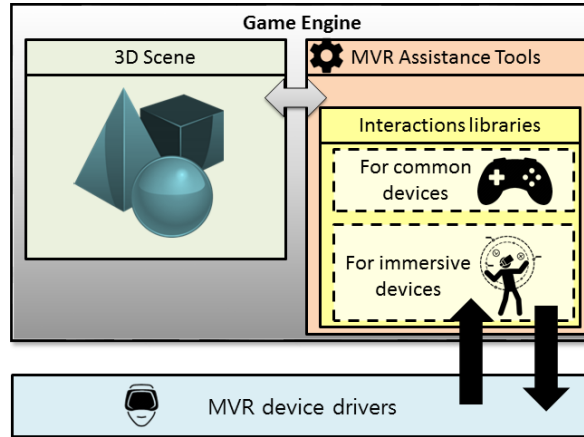 Game Engine
3D Scene
MVR Assistance Tools
Interactions libraries
For common
devices
For immersive
devices
MVR device drivers